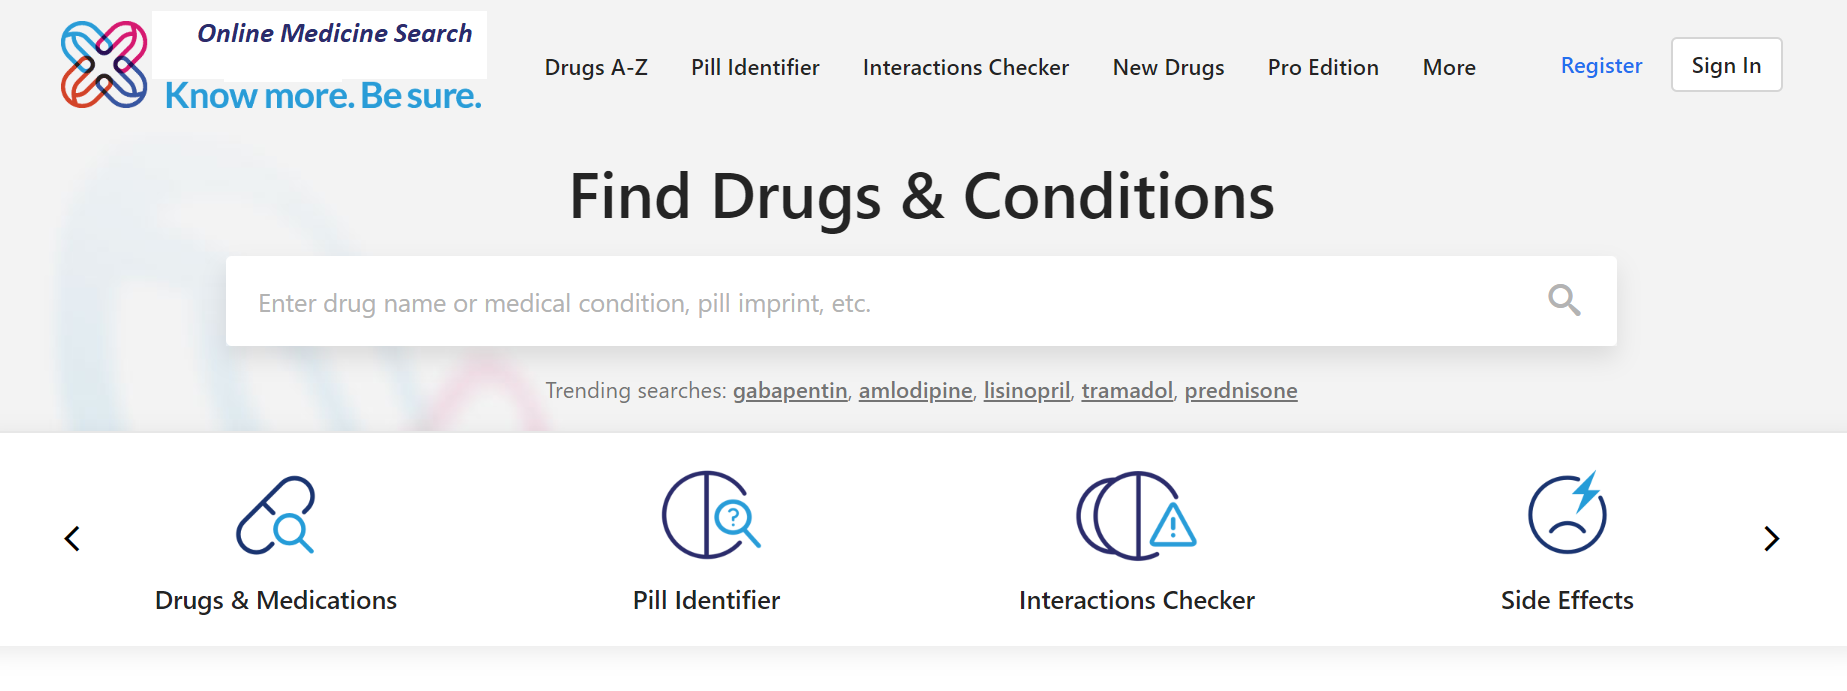 Online Medicine Search
Know more. Be sure.
Drugs A-Z Pill Identifier Interactions Checker New Drugs Pro Edition More Register Sign In
Find Drugs & Conditions
Enter drug name or medical condition, pill imprint, etc.
Trending searches: gabapentin, amlodipine, lisinopril, tramadol, prednisone
?
!
Drugs & Medications Pill Identifier Interactions Checker Side Effects